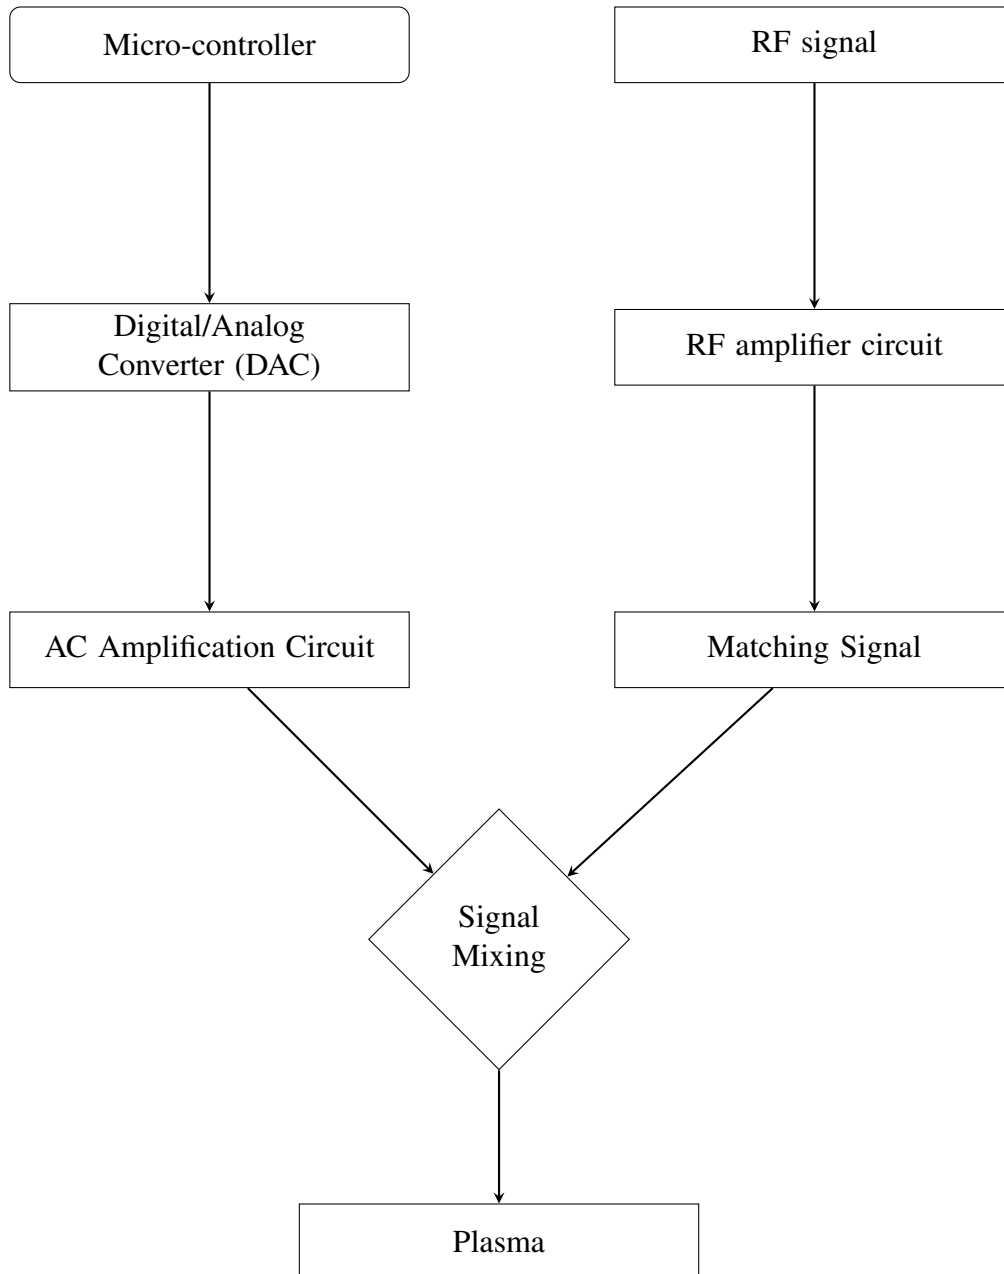 Micro-controller
RF signal
Digital/Analog
Converter (DAC)
RF amplifier circuit
AC Amplification Circuit
Matching Signal
Signal
Mixing
Plasma